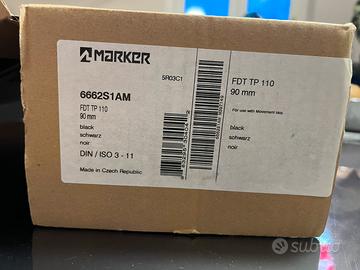 MARKER
5R03C1
6662S1AM
FDT TP 110
90 mm
black
schwarz
noir
DIN / ISO 3 - 11
Made in Czech Republic
FDT TP 110
90 mm
For use with Movement skis
black
schwarz
noir
subito